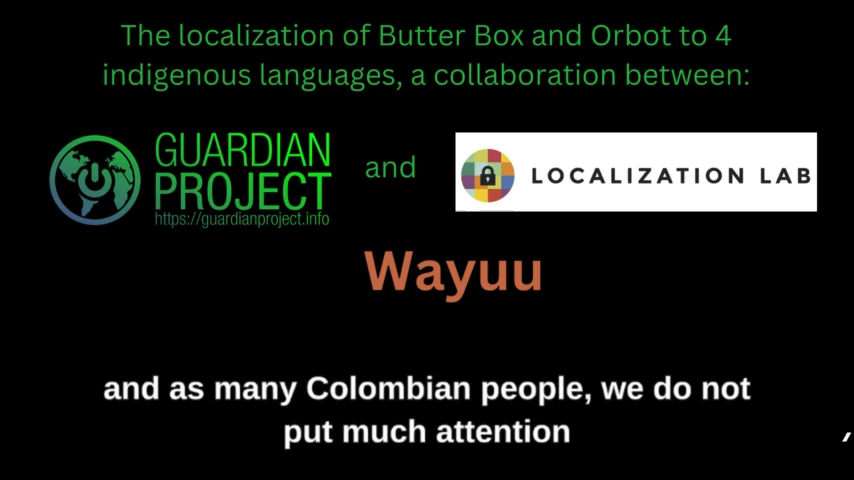 The localization of Butter Box and Orbot to 4
indigenous languages, a collaboration between:
GUARDIAN
PROJECT
https://guardianproject.info
and
LOCALIZATION LAB
Wayuu
and as many Colombian people, we do not
put much attention
,